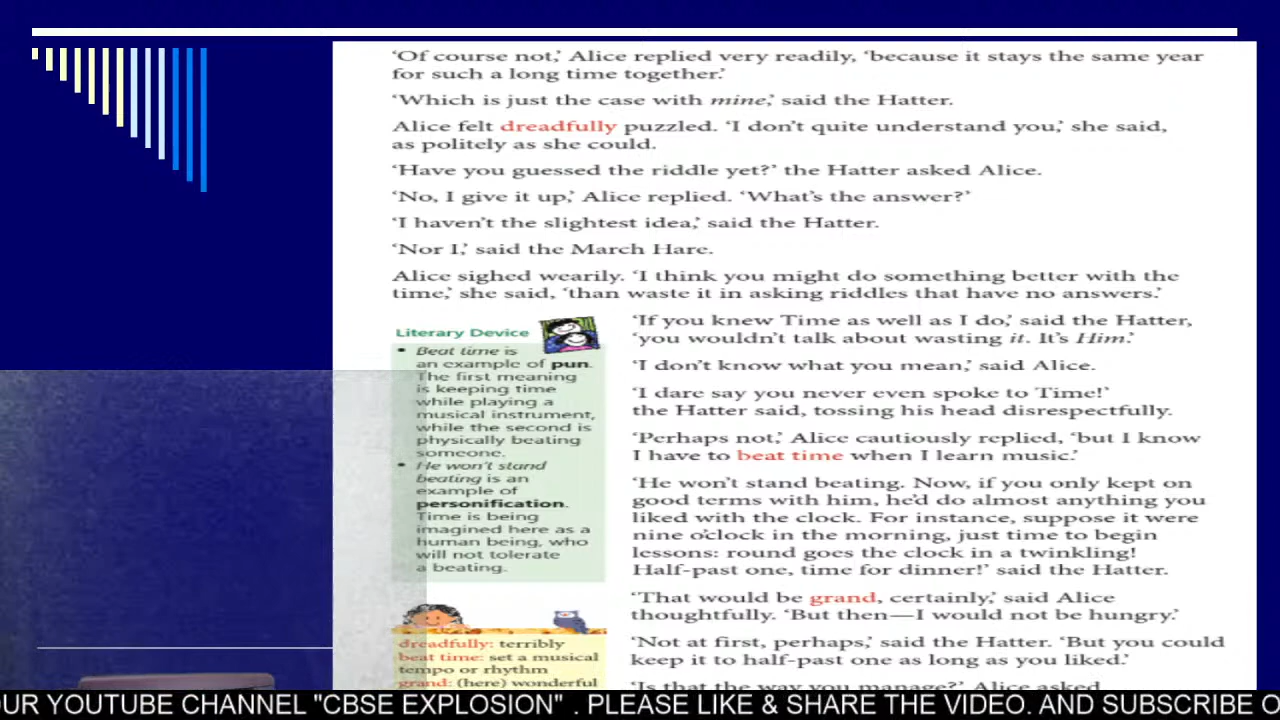 ‘Of course not,’ Alice replied very readily, ‘because it stays the same year
for such a long time together.’
‘Which is just the case with mine,’ said the Hatter.
Alice felt dreadfully puzzled. ‘I don’t quite understand you,’ she said,
as politely as she could.
‘Have you guessed the riddle yet?’ the Hatter asked Alice.
‘No, I give it up,’ Alice replied. ‘What’s the answer?’
‘I haven’t the slightest idea,’ said the Hatter.
‘Nor I,’ said the March Hare.
Alice sighed wearily. ‘I think you might do something better with the
time,’ she said, ‘than waste it in asking riddles that have no answers.’
Literary Device
• Beat time is
an example of pun.
The first meaning
is keeping time
while playing a
musical instrument,
while the second is
physically beating
someone.
• He won’t stand
beating is an
example of
personification.
Time is being
imagined here as a
human being, who
will not tolerate
a beating.
dreadfully: terribly
beat time: set a musical
tempo or rhythm
grand: (here) wonderful
‘If you knew Time as well as I do,’ said the Hatter,
‘you wouldn’t talk about wasting it. It’s Him.’
‘I don’t know what you mean,’ said Alice.
‘I dare say you never even spoke to Time!’
the Hatter said, tossing his head disrespectfully.
‘Perhaps not,’ Alice cautiously replied, ‘but I know
I have to beat time when I learn music.’
‘He won’t stand beating. Now, if you only kept on
good terms with him, he’d do almost anything you
liked with the clock. For instance, suppose it were
nine o’clock in the morning, just time to begin
lessons: round goes the clock in a twinkling!
Half-past one, time for dinner!’ said the Hatter.
‘That would be grand, certainly,’ said Alice
thoughtfully. ‘But then—I would not be hungry.’
‘Not at first, perhaps,’ said the Hatter. ‘But you could
keep it to half-past one as long as you liked.’
‘Is that the way you manage?’ Alice asked
OUR YOUTUBE CHANNEL "CBSE EXPLOSION" . PLEASE LIKE & SHARE THE VIDEO. AND SUBSCRIBE O